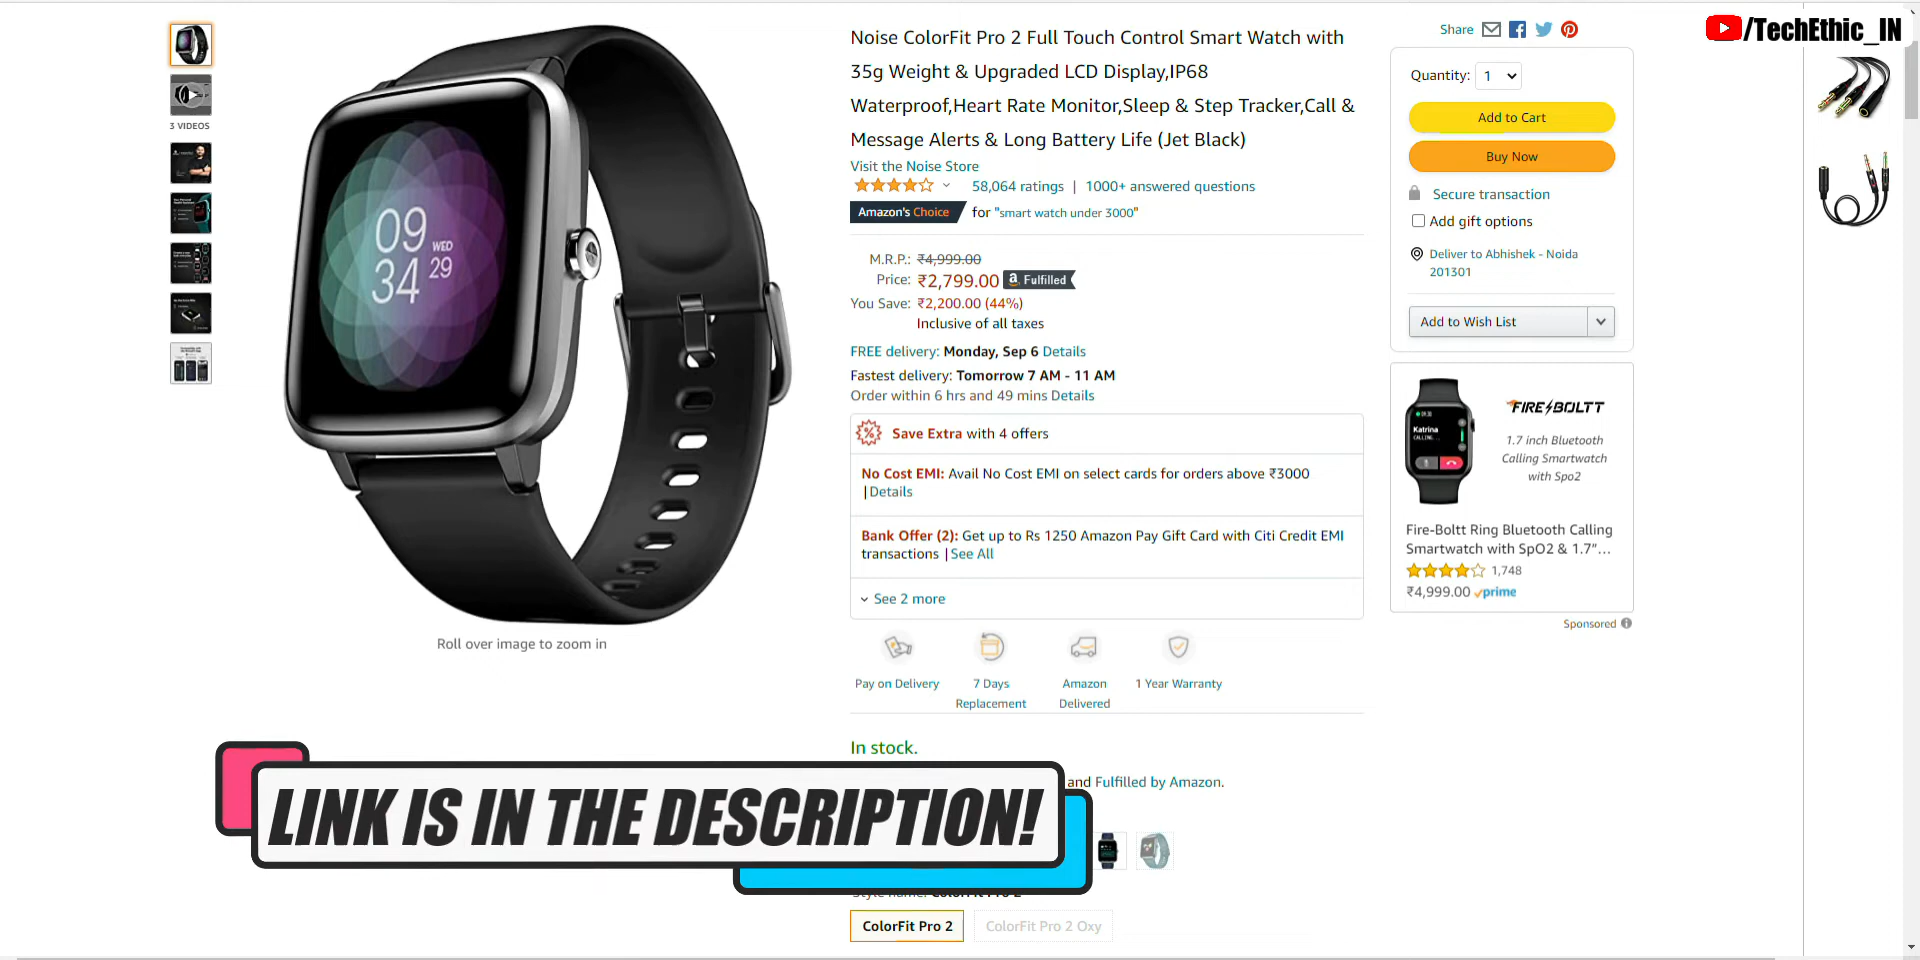 /TechEthic_IN
Share
3 VIDEOS
09
34
WED
29
Roll over image to zoom in
Noise ColorFit Pro 2 Full Touch Control Smart Watch with
35g Weight & Upgraded LCD Display,IP68
Waterproof,Heart Rate Monitor,Sleep & Step Tracker,Call &
Message Alerts & Long Battery Life (Jet Black)
Visit the Noise Store
58,064 ratings | 1000+ answered questions
Amazon's Choice for "smart watch under 3000"
M.R.P.: ₹4,999.00
Price: ₹2,799.00 a Fulfilled
You Save: ₹2,200.00 (44%)
Inclusive of all taxes
FREE delivery: Monday, Sep 6 Details
Fastest delivery: Tomorrow 7 AM - 11 AM
Order within 6 hrs and 49 mins Details
Save Extra with 4 offers
No Cost EMI: Avail No Cost EMI on select cards for orders above ₹3000
|Details
Bank Offer (2): Get up to Rs 1250 Amazon Pay Gift Card with Citi Credit EMI
transactions |See All
See 2 more
Pay on Delivery
7 Days
Replacement
Amazon
Delivered
1 Year Warranty
In stock.
and Fulfilled by Amazon.
LINK IS IN THE DESCRIPTION!
ColorFit Pro 2
ColorFit Pro 2 Oxy
Quantity: 1
Add to Cart
Buy Now
Secure transaction
Add gift options
Deliver to Abhishek - Noida
201301
Add to Wish List
FIRE BOLTT
Katrina
CALLING...
1.7 inch Bluetooth
Calling Smartwatch
with Spo2
Fire-Boltt Ring Bluetooth Calling
Smartwatch with SpO2 & 1.7"...
1,748
₹4,999.00 prime
Sponsored